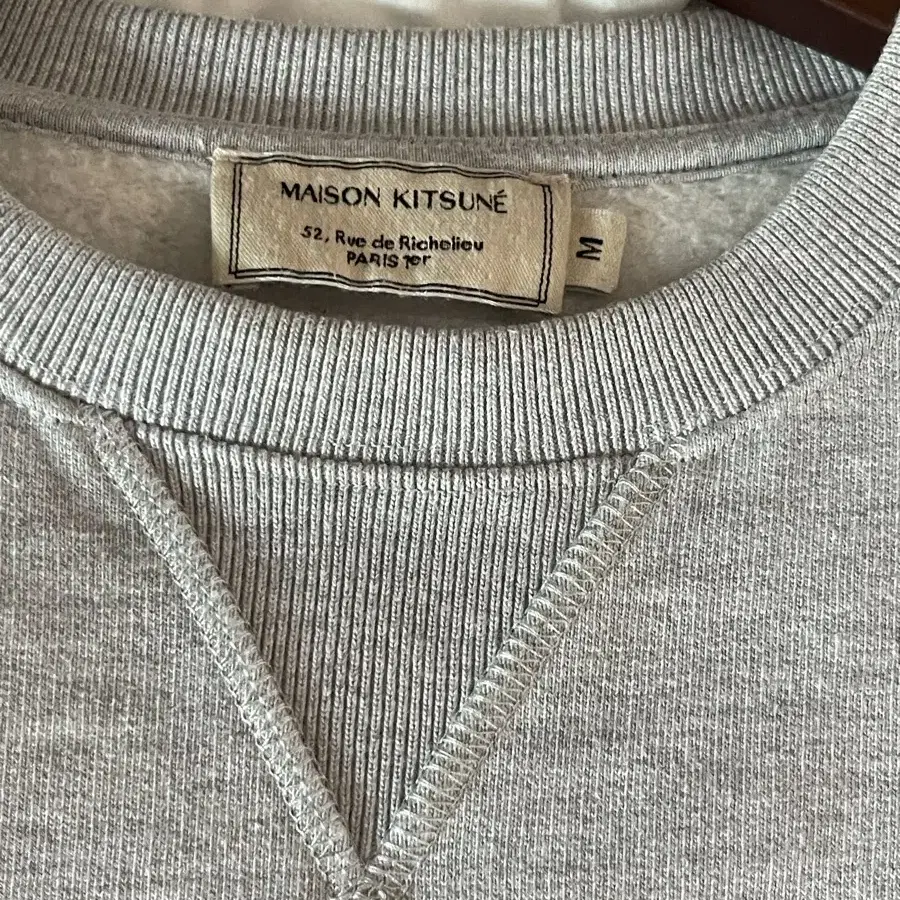 MAISON KITSUNÉ
52, Rue de Richelieu
PARIS 1er
M